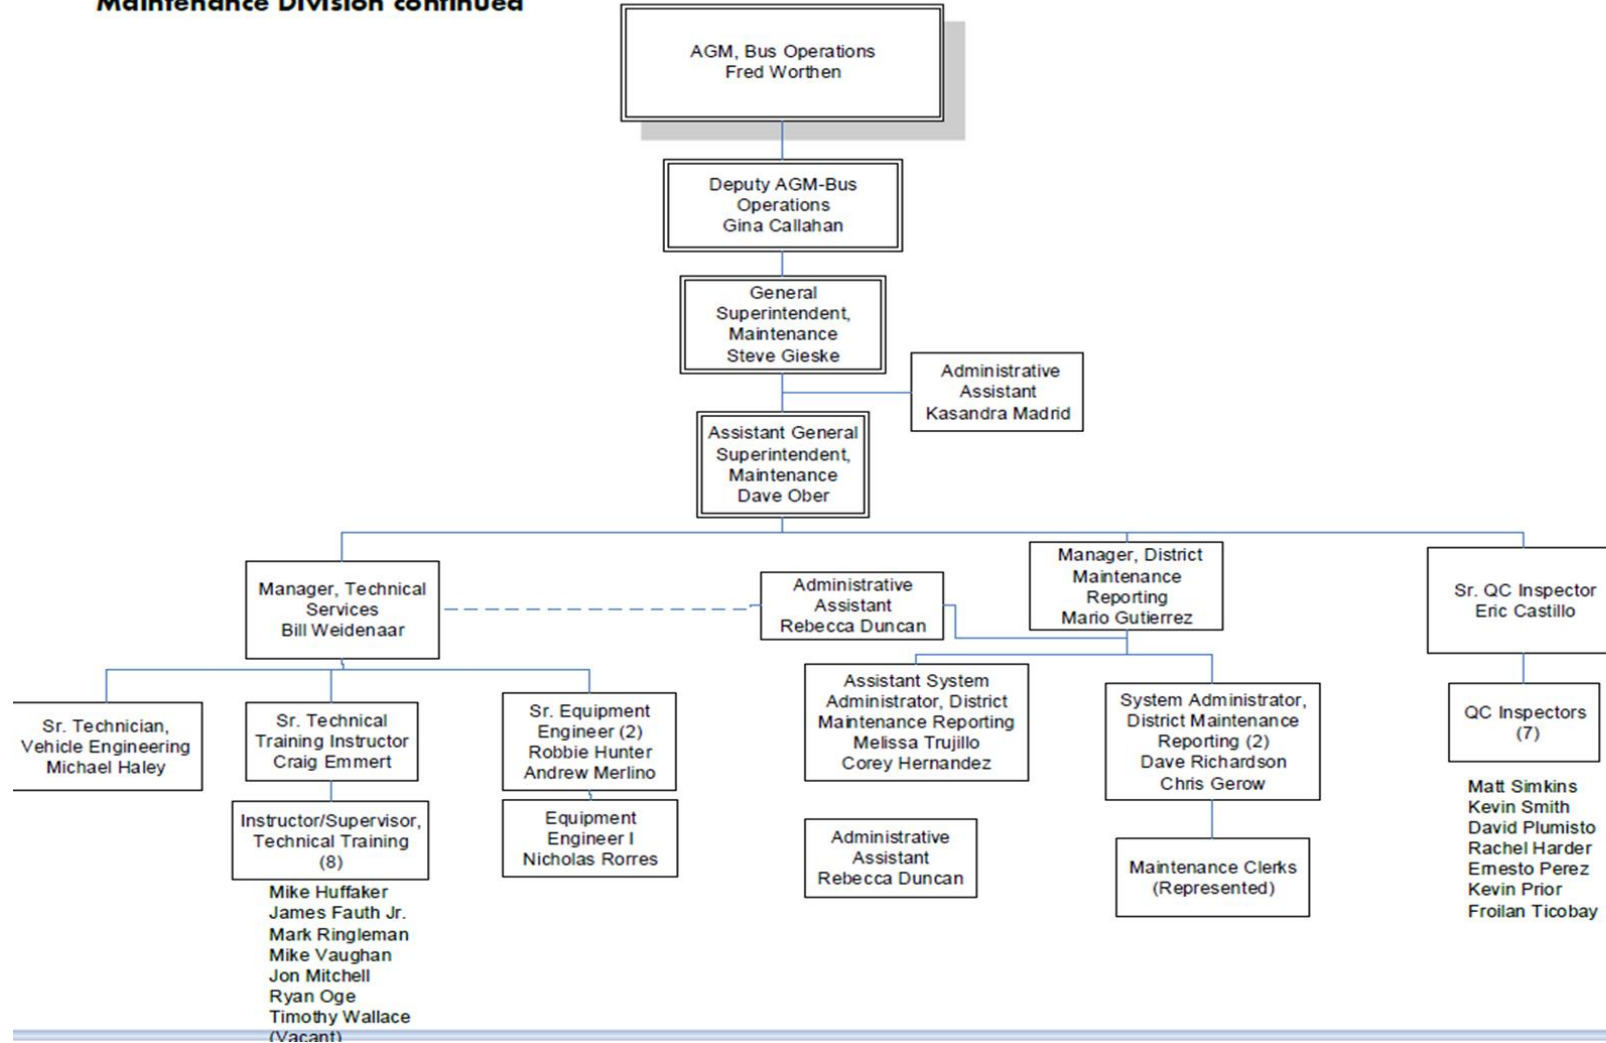 Maintenance Division continued
AGM, Bus Operations
Fred Worthen
Deputy AGM-Bus
Operations
Gina Callahan
General
Superintendent,
Maintenance
Steve Gieske
Administrative
Assistant
Kasandra Madrid
Assistant General
Superintendent,
Maintenance
Dave Ober
Manager, Technical
Services
Bill Weidenaar
Administrative
Assistant
Rebecca Duncan
Manager, District
Maintenance
Reporting
Mario Gutierrez
Sr. QC Inspector
Eric Castillo
Sr. Technician,
Vehicle Engineering
Michael Haley
Sr. Technical
Training Instructor
Craig Emmert
Sr. Equipment
Engineer (2)
Robbie Hunter
Andrew Merlino
Assistant System
Administrator, District
Maintenance Reporting
Melissa Trujillo
Corey Hernandez
System Administrator,
District Maintenance
Reporting (2)
Dave Richardson
Chris Gerow
QC Inspectors
(7)
Matt Simkins
Kevin Smith
David Plumisto
Rachel Harder
Ernesto Perez
Kevin Prior
Froilan Ticobay
Instructor/Supervisor,
Technical Training
(8)
Mike Huffaker
James Fauth Jr.
Mark Ringleman
Mike Vaughan
Jon Mitchell
Ryan Oge
Timothy Wallace
(Vacant)
Equipment
Engineer I
Nicholas Rorres
Administrative
Assistant
Rebecca Duncan
Maintenance Clerks
(Represented)